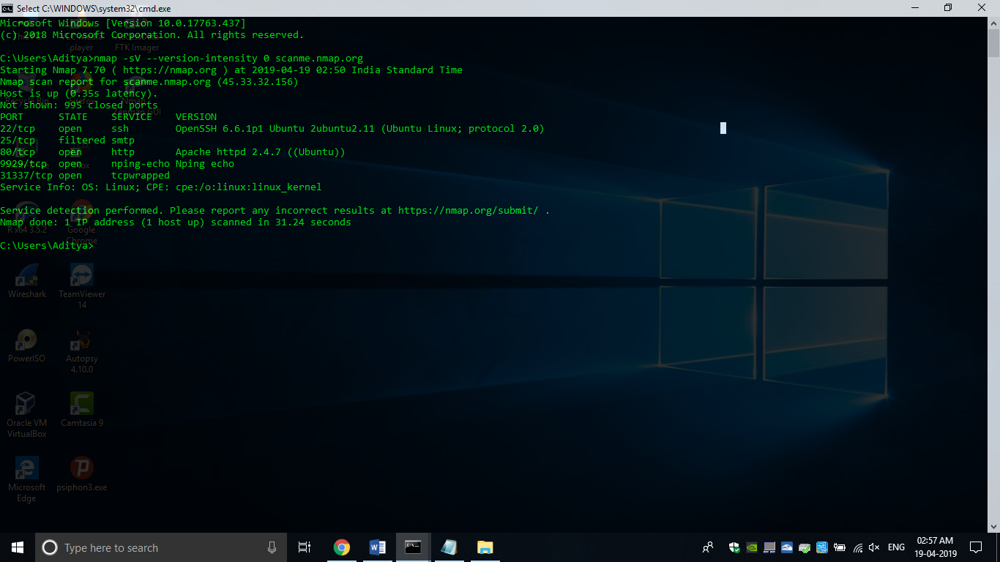 Select C:\WINDOWS\system32\cmd.exe
Microsoft Windows [Version 10.0.17763.437]
(c) 2018 Microsoft Corporation. All rights reserved.
player
FTK Imager
C:\Users\Aditya>nmap -sV --version-intensity 0 scanme.nmap.org
Starting Nmap 7.70 ( https://nmap.org ) at 2019-04-19 02:50 India Standard Time
Nmap scan report for scanme.nmap.org (45.33.32.156)
Host is up (0.35s latency).
Not shown: 995 closed ports
PORT STATE SERVICE VERSION
22/tcp open ssh OpenSSH 6.6.1p1 Ubuntu 2ubuntu2.11 (Ubuntu Linux; protocol 2.0)
25/tcp filtered smtp
80/tcp open http Apache httpd 2.4.7 ((Ubuntu))
9929/tcp open nping-echo Nping echo
31337/tcp open tcpwrapped
Service Info: OS: Linux; CPE: cpe:/o:linux:linux_kernel
Service detection performed. Please report any incorrect results at https://nmap.org/submit/ .
Nmap done: 1 IP address (1 host up) scanned in 31.24 seconds
R x64 3.5.2
Google
Chrome
C:\Users\Aditya>
Wireshark
TeamViewer
14
PowerISO
Autopsy
4.10.0
Oracle VM
VirtualBox
Camtasia 9
Microsoft
Edge
psiphon3.exe
Type here to search
ENG
02:57 AM
19-04-2019